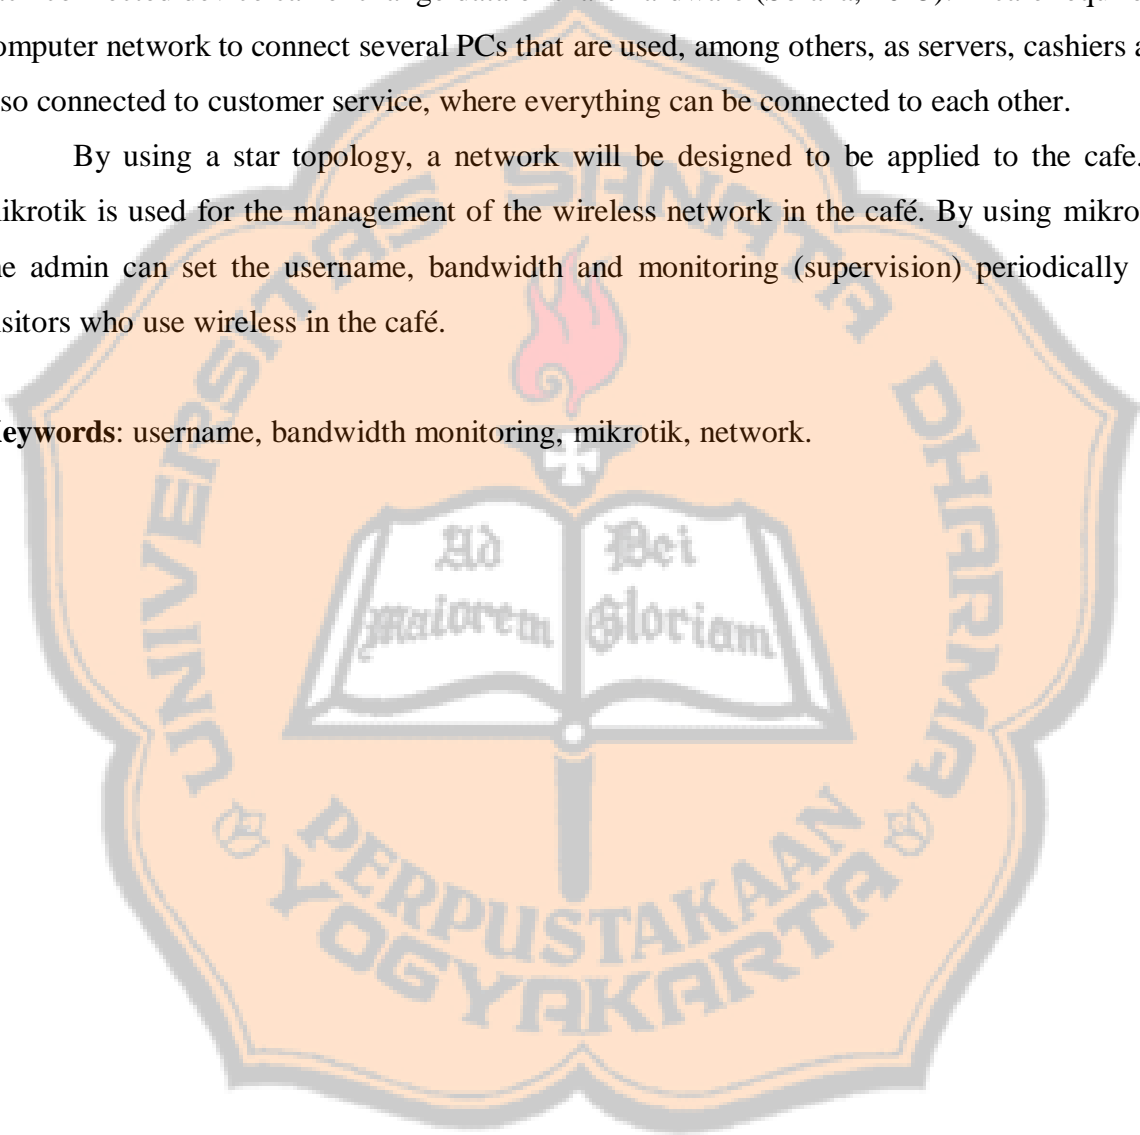 computer network to connect several PCs that are used, among others, as servers, cashiers
so connected to customer service, where everything can be connected to each other.
By using a star topology, a network will be designed to be applied to the cafe.
ikrotik is used for the management of the wireless network in the café. By using mikro
he admin can set the username, bandwidth and monitoring (supervision) periodically
isitors who use wireless in the café.
Keywords: username, bandwidth monitoring, mikrotik, network.
UNIVERSITAS SANATA DHARMA
Ad Dei
Maiorem Gloriam
PERPUSTAKAAN
YOGYAKARTA